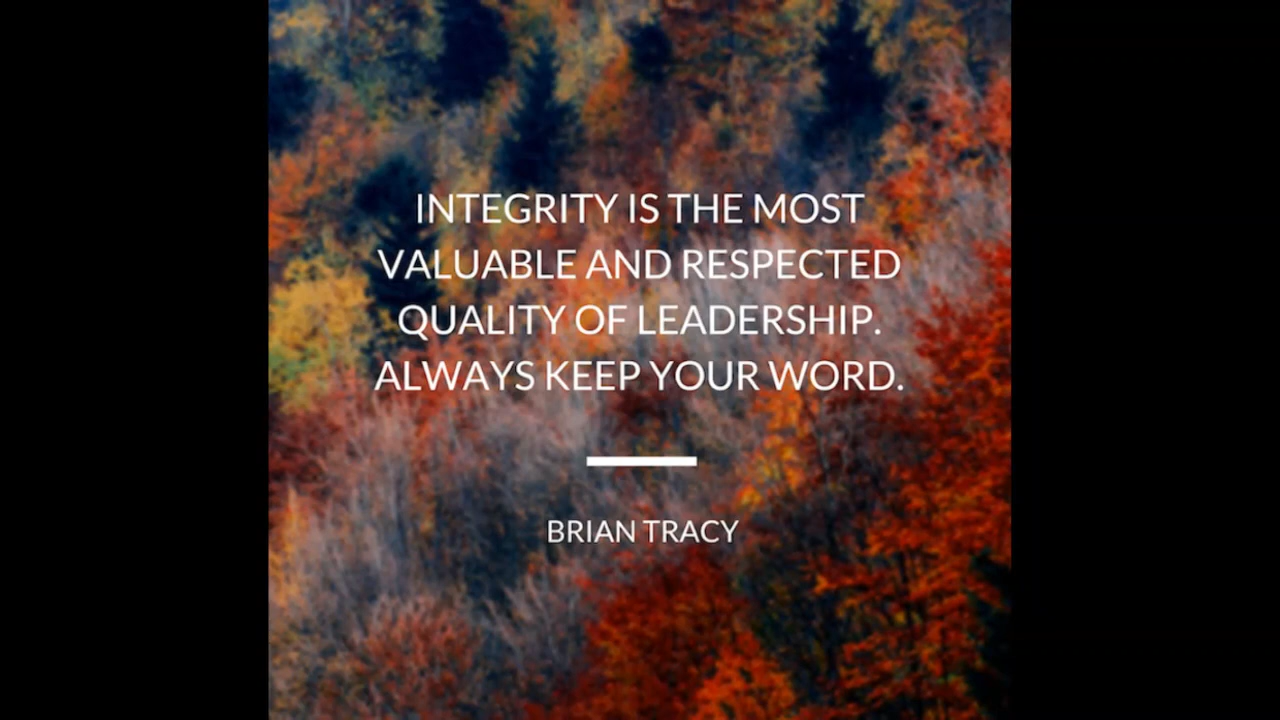 INTEGRITY IS THE MOST
VALUABLE AND RESPECTED
QUALITY OF LEADERSHIP.
ALWAYS KEEP YOUR WORD.
BRIAN TRACY